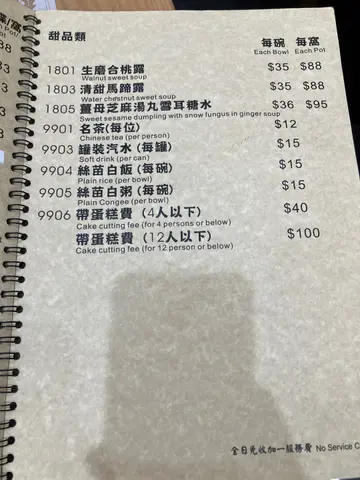 甜品類 每碗 每窩
Each Bowl Each Pot
1801 生磨合桃露 $35 $88
Walnut sweet soup
1803 清甜馬蹄露 $35 $88
Water chestnut sweet soup
1805 薑母芝麻湯丸雪耳糖水 $36 $95
Sweet sesame dumpling with snow fungus in ginger soup
9901 名茶(每位) $12
Chinese tea (per person)
9903 罐裝汽水 (每罐) $15
Soft drink (per can)
9904 絲苗白飯 (每碗) $15
Plain rice (per bowl)
9905 絲苗白粥 (每碗) $15
Plain Congee (per bowl)
9906 帶蛋糕費 (4人以下) $40
Cake cutting fee (for 4 persons or below)
帶蛋糕費 (12人以下) $100
Cake cutting fee (for 12 person or below)
全日免收加一服務費 No Service C